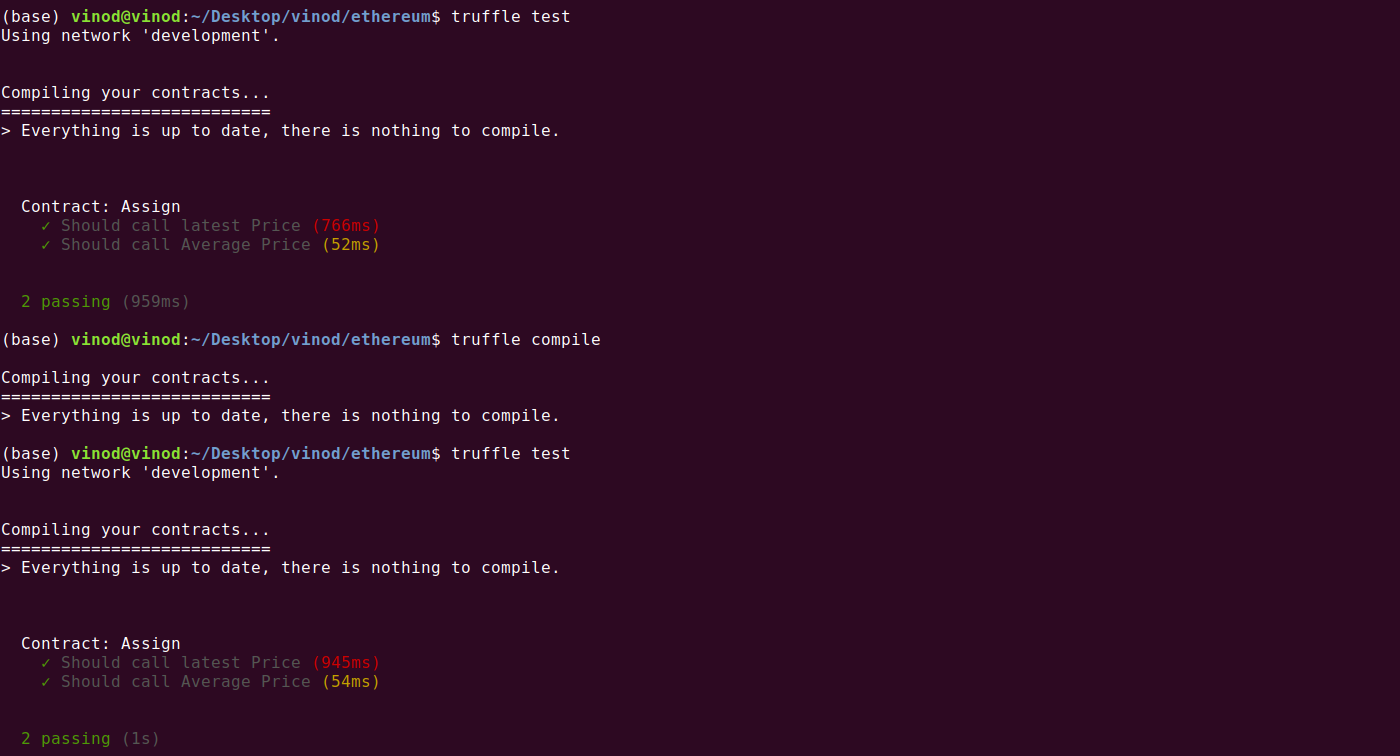 (base) vinod@vinod:~/Desktop/vinod/ethereum$ truffle test
Using network 'development'.
Compiling your contracts...
===========================
> Everything is up to date, there is nothing to compile.
Contract: Assign
✓ Should call latest Price (766ms)
✓ Should call Average Price (52ms)
2 passing (959ms)
(base) vinod@vinod:~/Desktop/vinod/ethereum$ truffle compile
Compiling your contracts...
===========================
> Everything is up to date, there is nothing to compile.
(base) vinod@vinod:~/Desktop/vinod/ethereum$ truffle test
Using network 'development'.
Compiling your contracts...
===========================
> Everything is up to date, there is nothing to compile.
Contract: Assign
✓ Should call latest Price (945ms)
✓ Should call Average Price (54ms)
2 passing (1s)